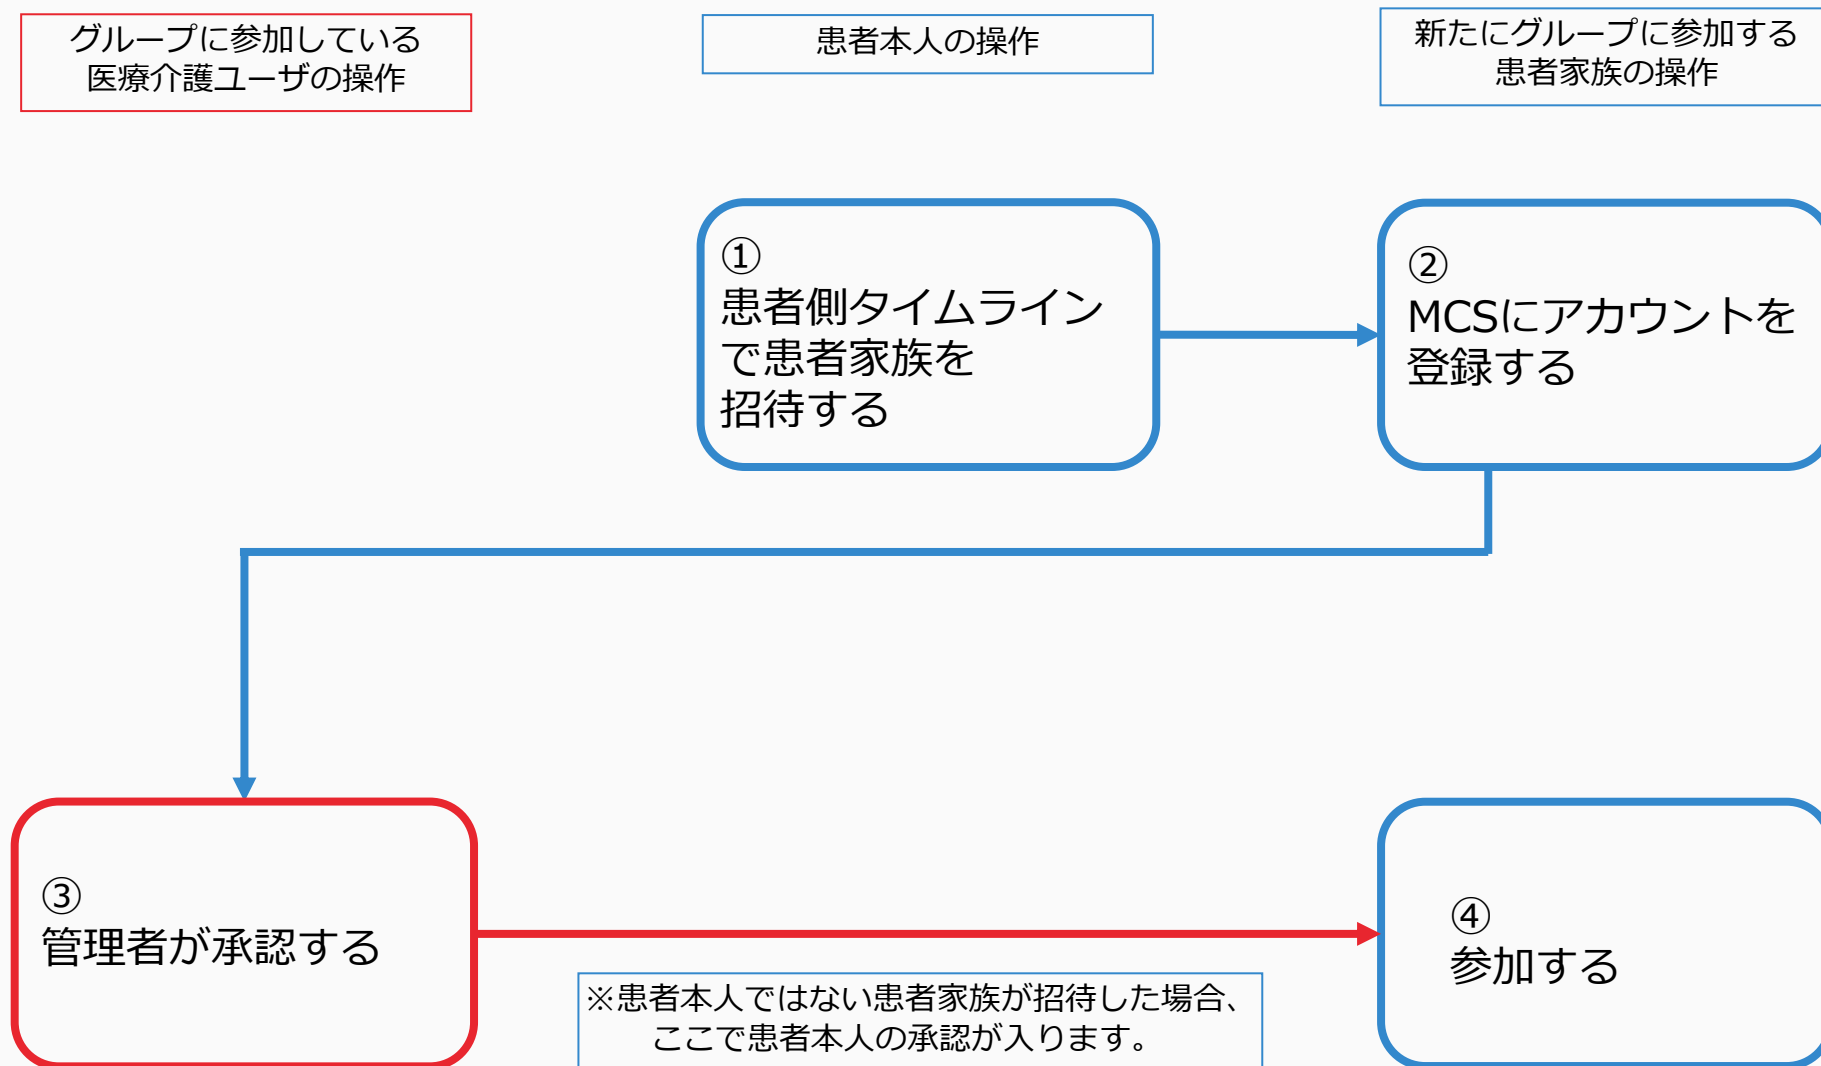 グループに参加している
医療介護ユーザの操作
患者本人の操作
新たにグループに参加する
患者家族の操作
①
患者側タイムライン
で患者家族を
招待する
②
MCSにアカウントを
登録する
③
管理者が承認する
④
参加する
※患者本人ではない患者家族が招待した場合、
ここで患者本人の承認が入ります。